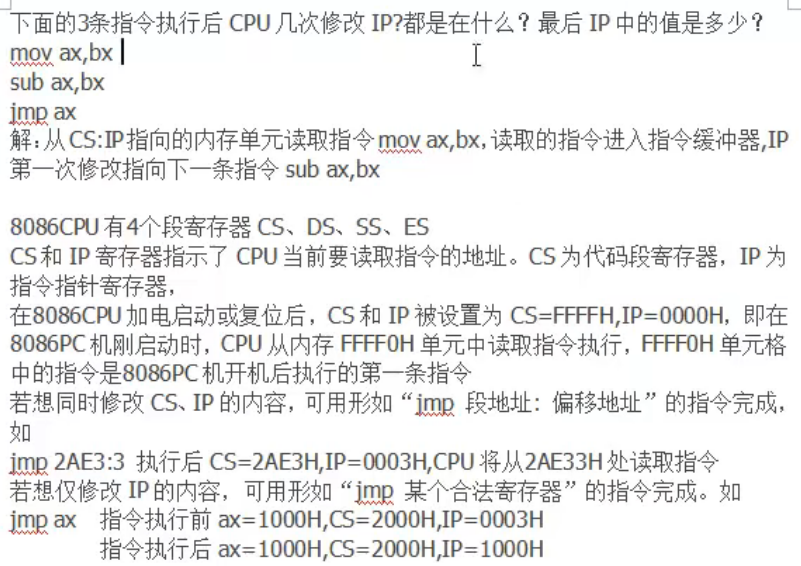 下面的3条指令执行后 CPU 几次修改 IP?都是在什么？最后 IP 中的值是多少？
mov ax,bx
sub ax,bx
jmp ax
解:从 CS:IP 指向的内存单元读取指令 mov ax,bx，读取的指令进入指令缓冲器,IP
第一次修改指向下一条指令 sub ax,bx
8086CPU 有4个段寄存器 CS、DS、SS、ES
CS 和 IP 寄存器指示了 CPU 当前要读取指令的地址。CS 为代码段寄存器，IP 为
指令指针寄存器，
在8086CPU 加电启动或复位后，CS 和 IP 被设置为 CS=FFFFH,IP=0000H，即在
8086PC 机刚启动时，CPU 从内存 FFFF0H 单元中读取指令执行，FFFF0H 单元格
中的指令是8086PC 机开机后执行的第一条指令
若想同时修改 CS、IP 的内容，可用形如“jmp 段地址：偏移地址”的指令完成，
如
jmp 2AE3:3 执行后 CS=2AE3H,IP=0003H,CPU 将从2AE33H 处读取指令
若想仅修改 IP 的内容，可用形如“jmp 某个合法寄存器”的指令完成。如
jmp ax 指令执行前 ax=1000H,CS=2000H,IP=0003H
指令执行后 ax=1000H,CS=2000H,IP=1000H